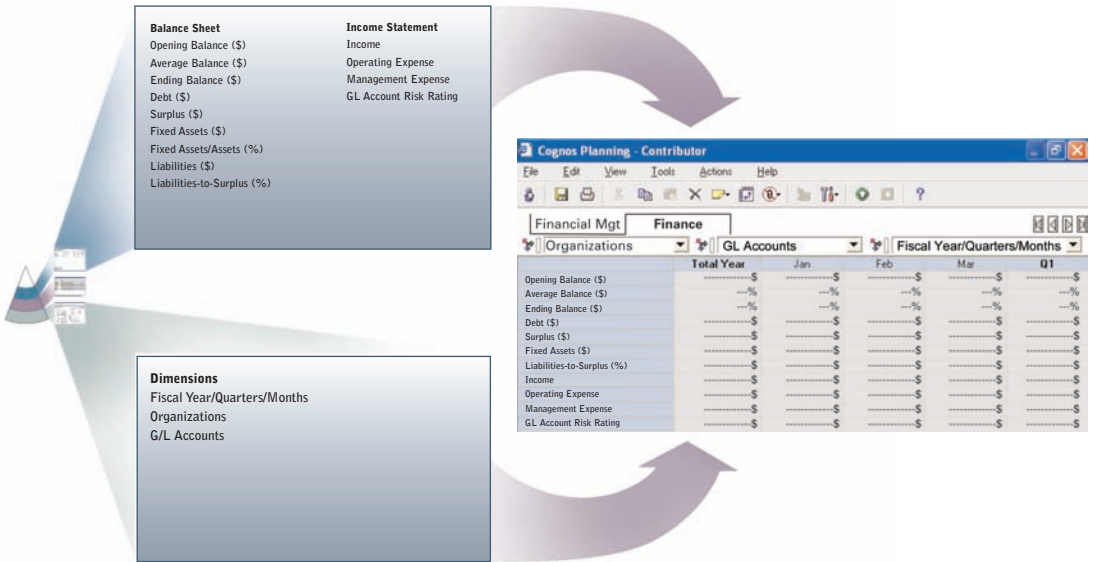 Balance Sheet
Opening Balance ($)
Average Balance ($)
Ending Balance ($)
Debt ($)
Surplus ($)
Fixed Assets ($)
Fixed Assets/Assets (%)
Liabilities ($)
Liabilities-to-Surplus (%)
Income Statement
Income
Operating Expense
Management Expense
GL Account Risk Rating
Dimensions
Fiscal Year/Quarters/Months
Organizations
G/L Accounts
Cognos Planning - Contributor
File Edit View Tools Actions Help
Financial Mgt Finance
Organizations GL Accounts Fiscal Year/Quarters/Months
Total Year Jan Feb Mar Q1
Opening Balance ($) ------------$ ------------$ ------------$ ------------$ ------------$
Average Balance ($) ---% ---% ---% ---% ---%
Ending Balance ($) ---% ---% ---% ---% ---%
Debt ($) ------------$ ------------$ ------------$ ------------$ ------------$
Surplus ($) ------------$ ------------$ ------------$ ------------$ ------------$
Fixed Assets ($) ------------$ ------------$ ------------$ ------------$ ------------$
Liabilities-to-Surplus (%) ------------$ ------------$ ------------$ ------------$ ------------$
Income ------------$ ------------$ ------------$ ------------$ ------------$
Operating Expense ------------$ ------------$ ------------$ ------------$ ------------$
Management Expense ------------$ ------------$ ------------$ ------------$ ------------$
GL Account Risk Rating ------------$ ------------$ ------------$ ------------$ ------------$